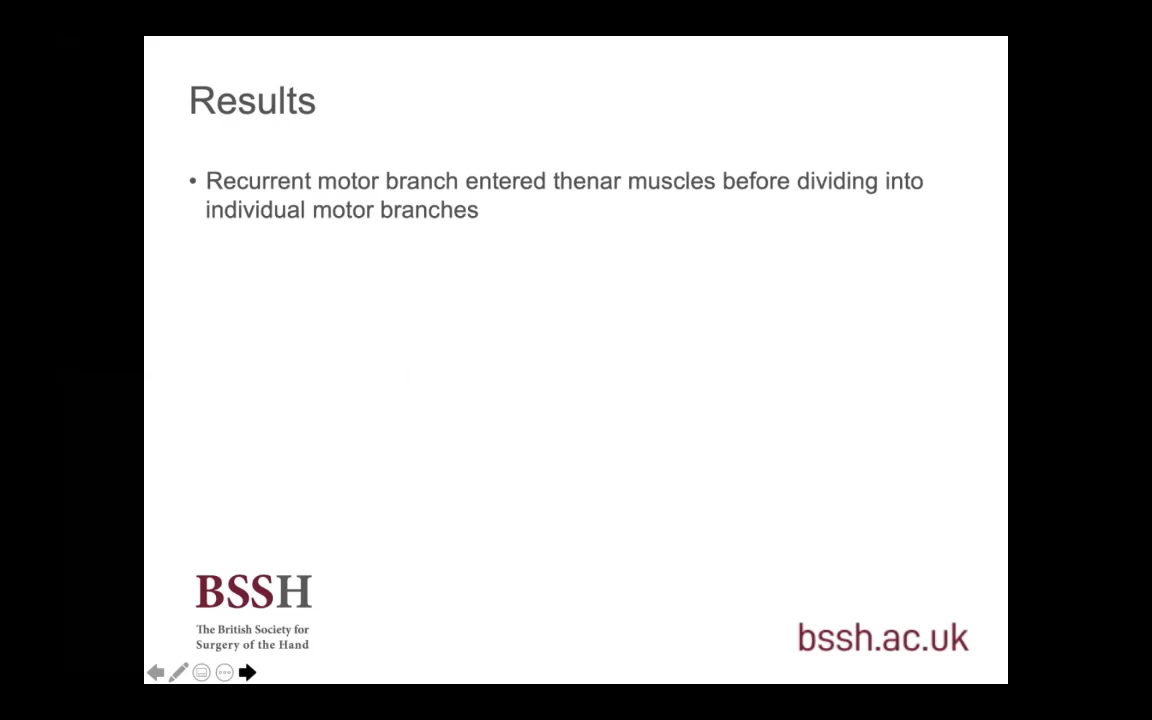 Results
• Recurrent motor branch entered thenar muscles before dividing into
individual motor branches
BSSH
The British Society for
Surgery of the Hand
bssh.ac.uk